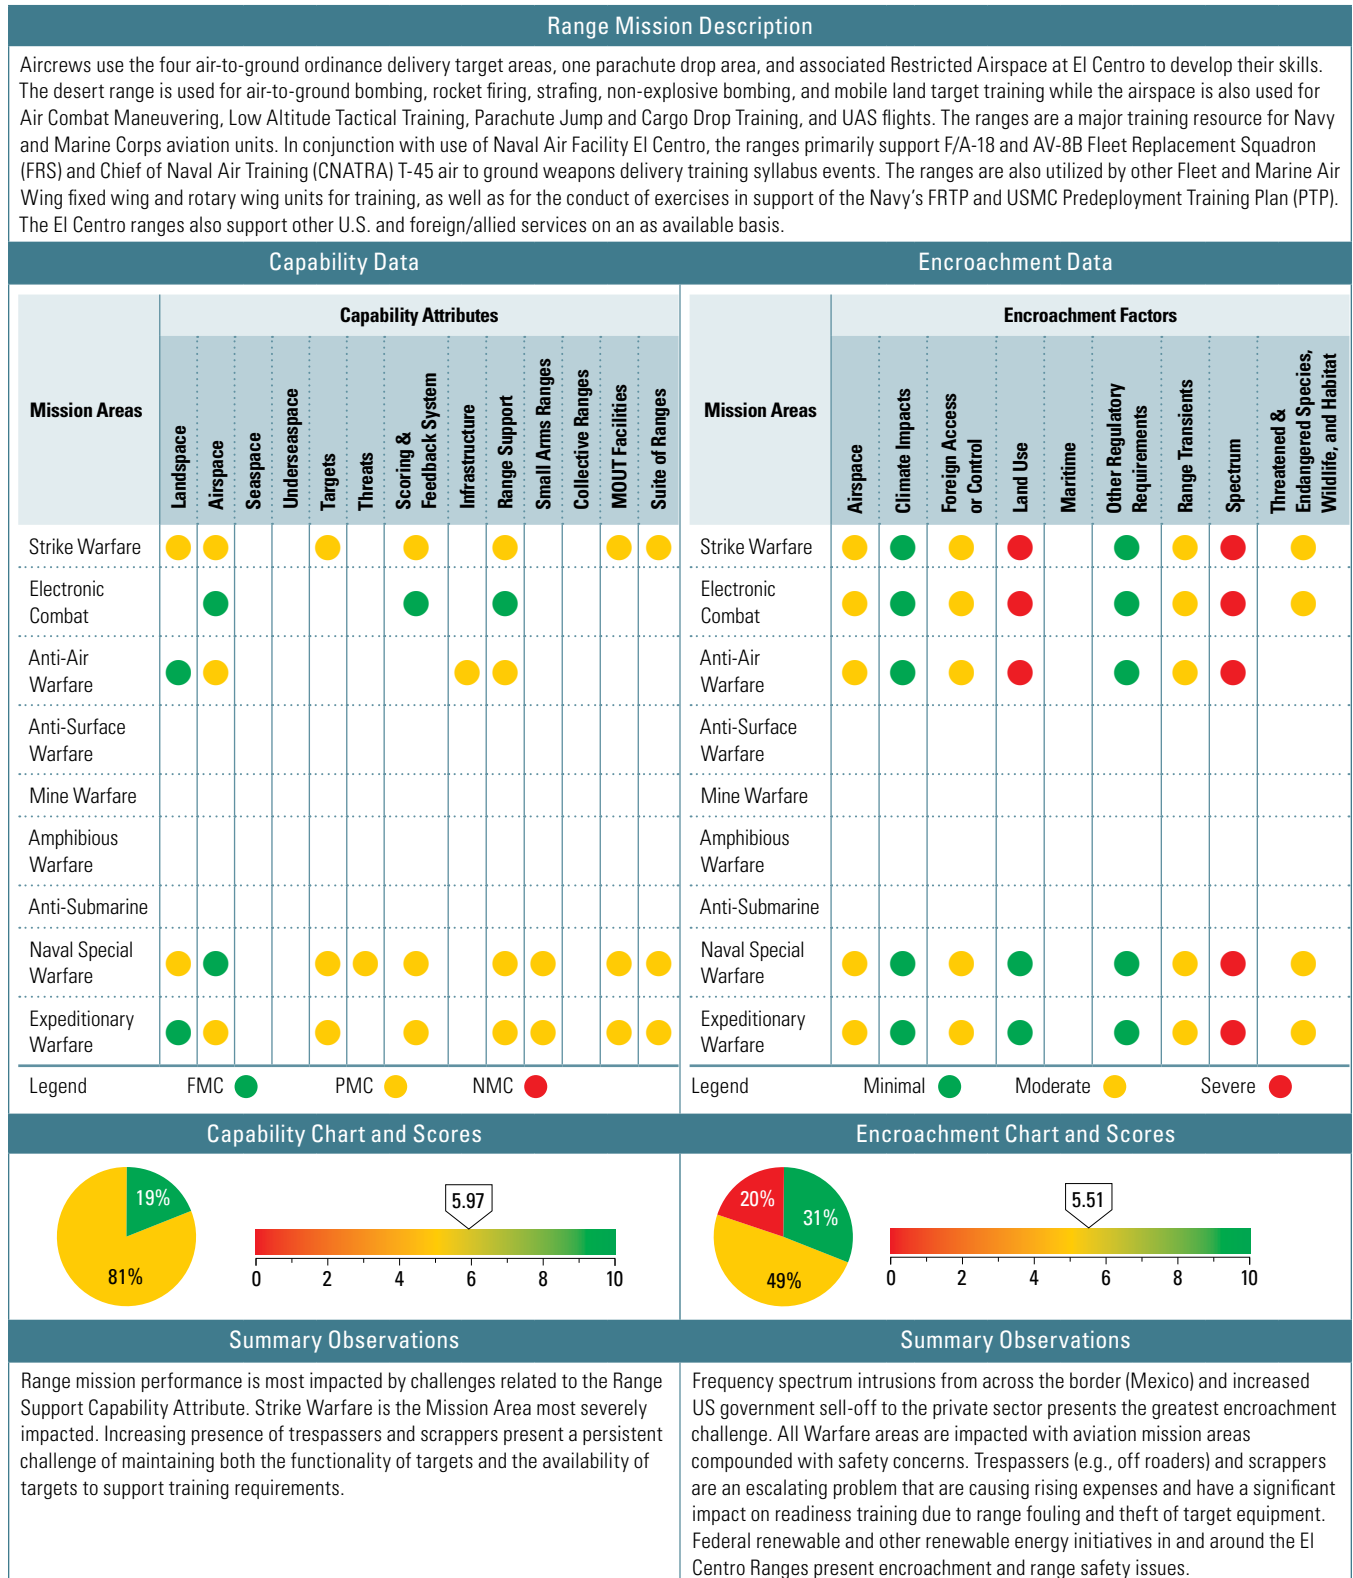 Range Mission Description
Aircrews use the four air-to-ground ordinance delivery target areas, one parachute drop area, and associated Restricted Airspace at El Centro to develop their skills.
The desert range is used for air-to-ground bombing, rocket firing, strafing, non-explosive bombing, and mobile land target training while the airspace is also used for
Air Combat Maneuvering, Low Altitude Tactical Training, Parachute Jump and Cargo Drop Training, and UAS flights. The ranges are a major training resource for Navy
and Marine Corps aviation units. In conjunction with use of Naval Air Facility El Centro, the ranges primarily support F/A-18 and AV-8B Fleet Replacement Squadron
(FRS) and Chief of Naval Air Training (CNATRA) T-45 air to ground weapons delivery training syllabus events. The ranges are also utilized by other Fleet and Marine Air
Wing fixed wing and rotary wing units for training, as well as for the conduct of exercises in support of the Navy's FRTP and USMC Predeployment Training Plan (PTP).
The El Centro ranges also support other U.S. and foreign/allied services on an as available basis.
Capability Data
Mission Areas
Capability Attributes
Landspace
Airspace
Seaspace
Underseaspace
Targets
Threats
Scoring &
Feedback System
Infrastructure
Range Support
Small Arms Ranges
Collective Ranges
MOUT Facilities
Suite of Ranges
Strike Warfare
Electronic
Combat
Anti-Air
Warfare
Anti-Surface
Warfare
Mine Warfare
Amphibious
Warfare
Anti-Submarine
Naval Special
Warfare
Expeditionary
Warfare
Legend
FMC
PMC
NMC
Encroachment Data
Mission Areas
Encroachment Factors
Airspace
Climate Impacts
Foreign Access
or Control
Land Use
Maritime
Other Regulatory
Requirements
Range Transients
Spectrum
Threatened &
Endangered Species,
Wildlife, and Habitat
Strike Warfare
Electronic
Combat
Anti-Air
Warfare
Anti-Surface
Warfare
Mine Warfare
Amphibious
Warfare
Anti-Submarine
Naval Special
Warfare
Expeditionary
Warfare
Legend
Minimal
Moderate
Severe
Capability Chart and Scores
19%
81%
5.97
0 2 4 6 8 10
Encroachment Chart and Scores
20%
31%
49%
5.51
0 2 4 6 8 10
Summary Observations
Range mission performance is most impacted by challenges related to the Range
Support Capability Attribute. Strike Warfare is the Mission Area most severely
impacted. Increasing presence of trespassers and scrappers present a persistent
challenge of maintaining both the functionality of targets and the availability of
targets to support training requirements.
Summary Observations
Frequency spectrum intrusions from across the border (Mexico) and increased
US government sell-off to the private sector presents the greatest encroachment
challenge. All Warfare areas are impacted with aviation mission areas
compounded with safety concerns. Trespassers (e.g., off roaders) and scrappers
are an escalating problem that are causing rising expenses and have a significant
impact on readiness training due to range fouling and theft of target equipment.
Federal renewable and other renewable energy initiatives in and around the El
Centro Ranges present encroachment and range safety issues.